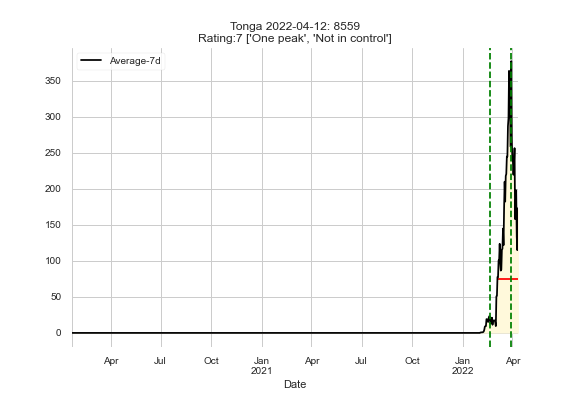 Tonga 2022-04-12: 8559
Rating:7 ['One peak', 'Not in control']
Average-7d
350
300
250
200
150
100
50
0
Apr Jul Oct Jan Apr Jul Oct Jan Apr
2021 2022
Date